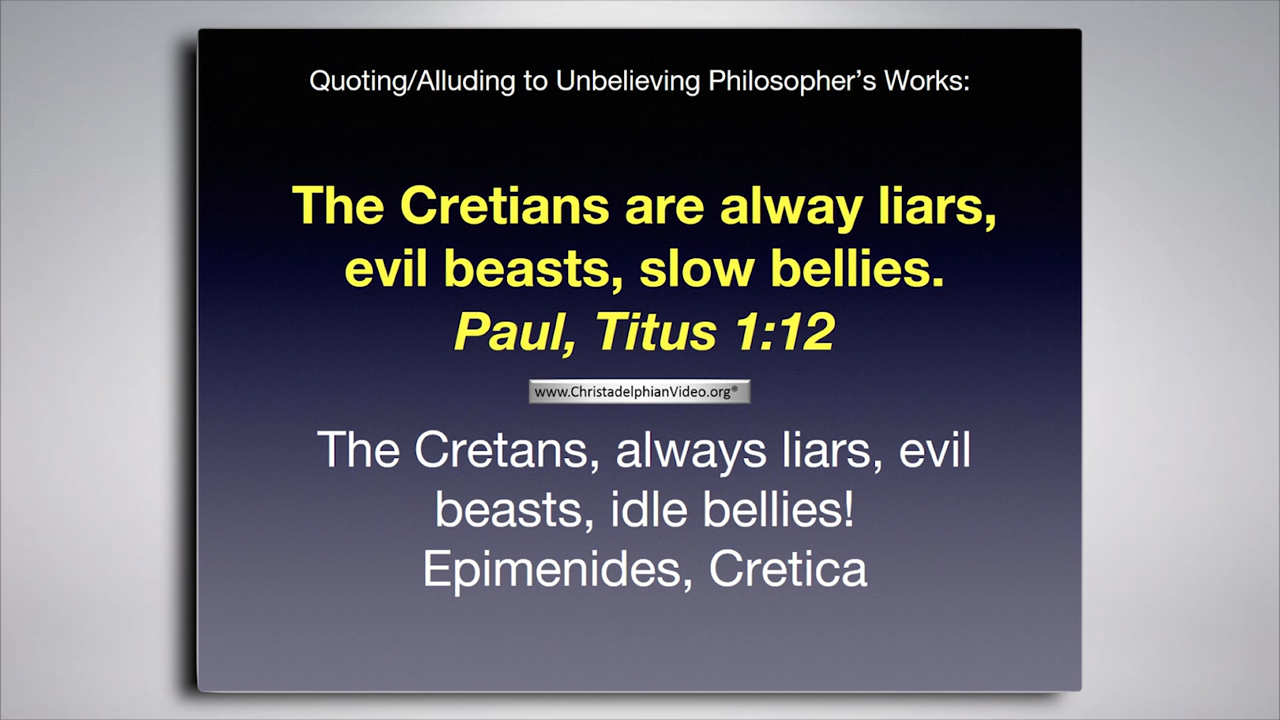 Quoting/Alluding to Unbelieving Philosopher’s Works:
The Cretians are alway liars,
evil beasts, slow bellies.
Paul, Titus 1:12
www.ChristadelphianVideo.org®
The Cretans, always liars, evil
beasts, idle bellies!
Epimenides, Cretica